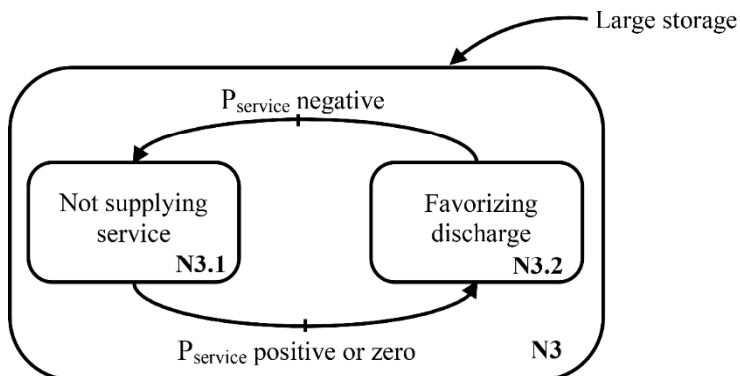 Large storage
P_service negative
Not supplying
service
N3.1
Favorizing
discharge
N3.2
P_service positive or zero
N3